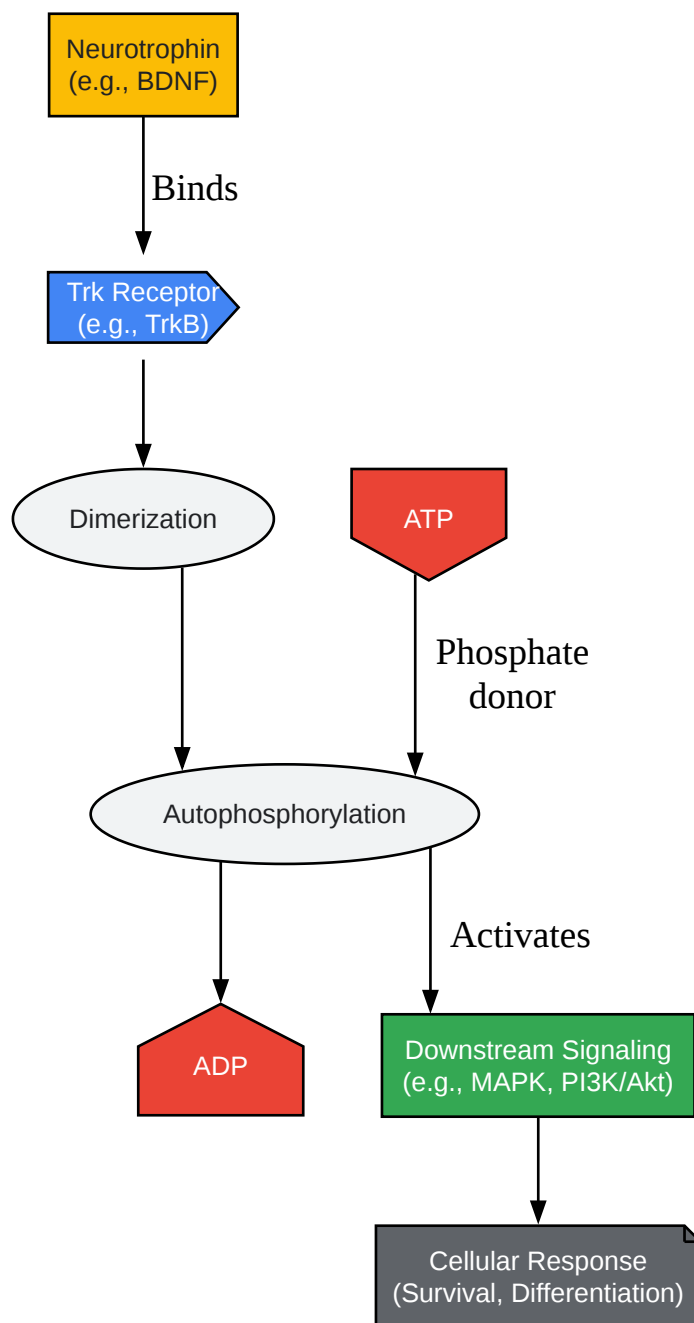 Neurotrophin
(e.g., BDNF)
Binds
Trk Receptor
(e.g., TrkB)
Dimerization
ATP
Phosphate
donor
Autophosphorylation
Activates
ADP
Downstream Signaling
(e.g., MAPK, PI3K/Akt)
Cellular Response
(Survival, Differentiation)